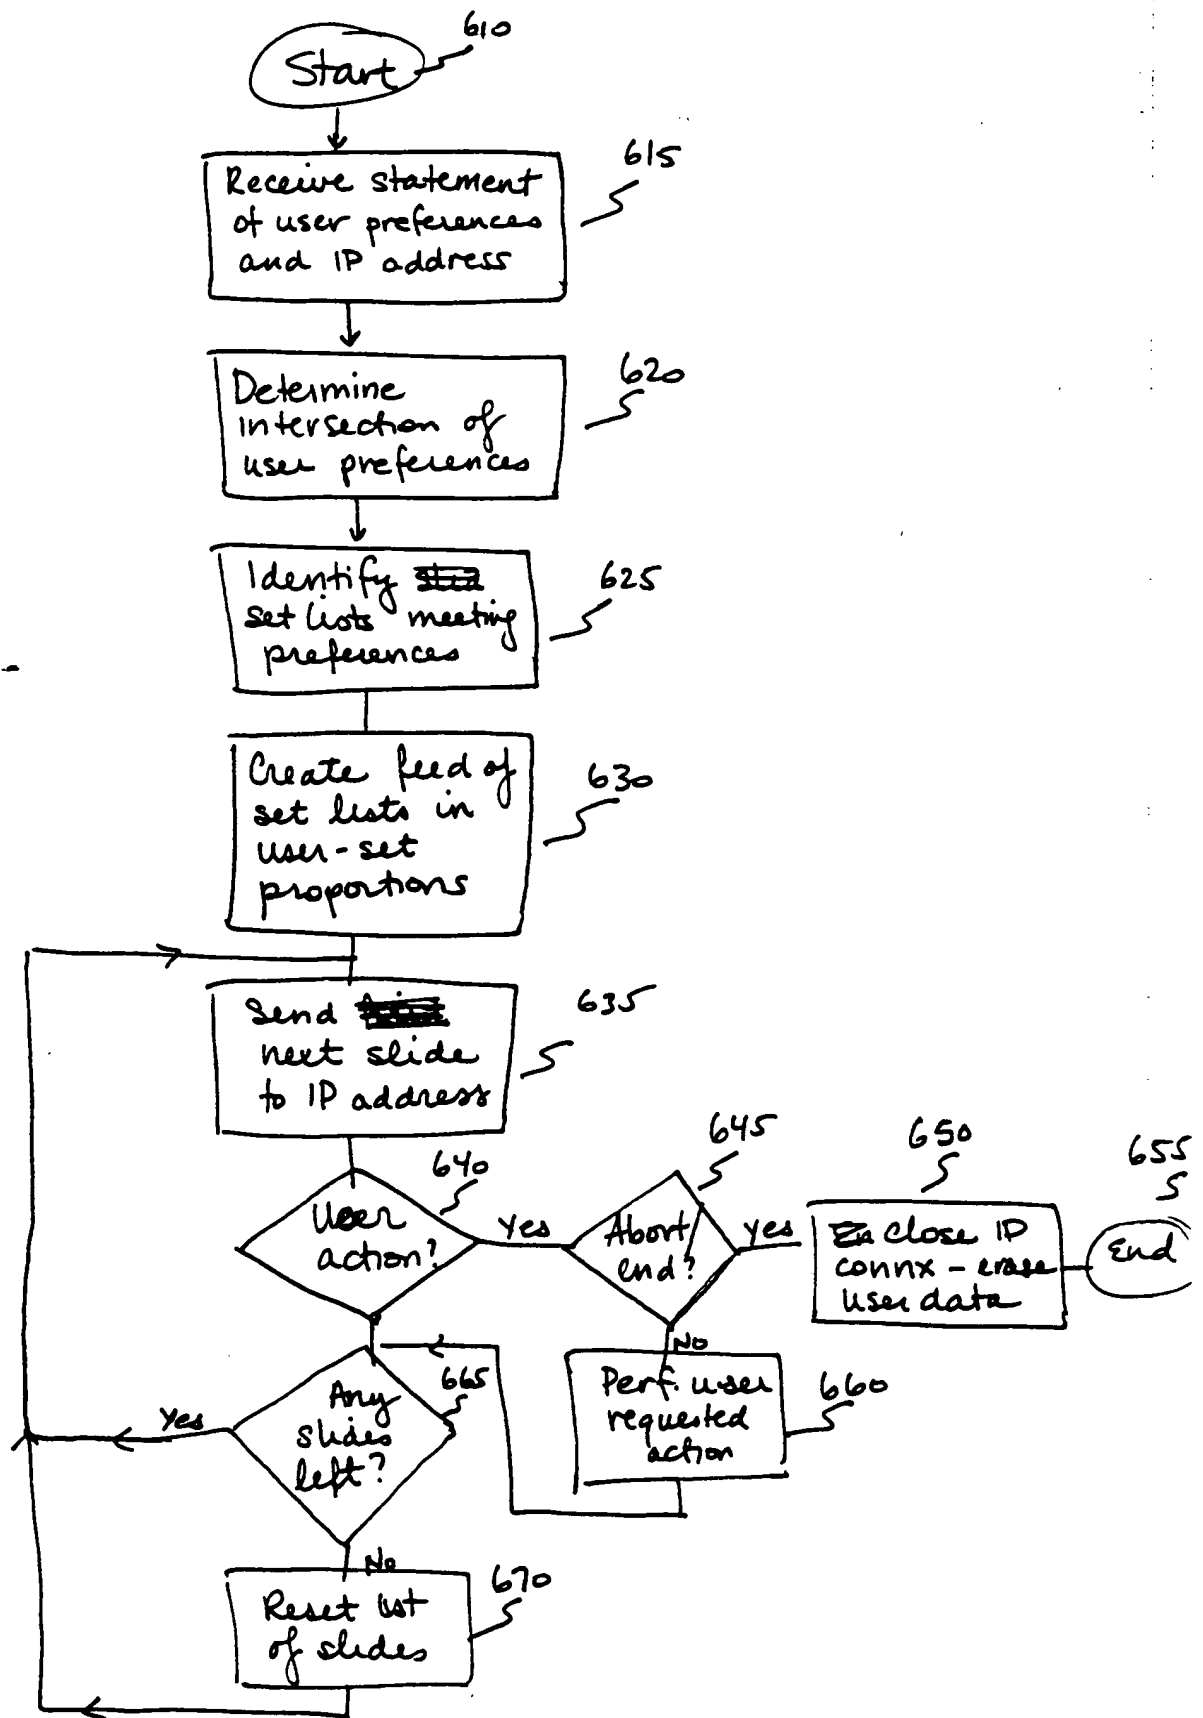 610
Start
615
Receive statement
of user preferences
and IP address
620
Determine
intersection of
user preferences
625
Identify
set lists meeting
preferences
630
Create feed of
set lists in
user-set
proportions
635
Send
next slide
to IP address
640
User
action?
Yes
645
Abort
end?
Yes
650
close IP
connx - erase
user data
655
End
No
660
Perf. user
requested
action
665
Any
slides
left?
Yes
No
670
Reset list
of slides